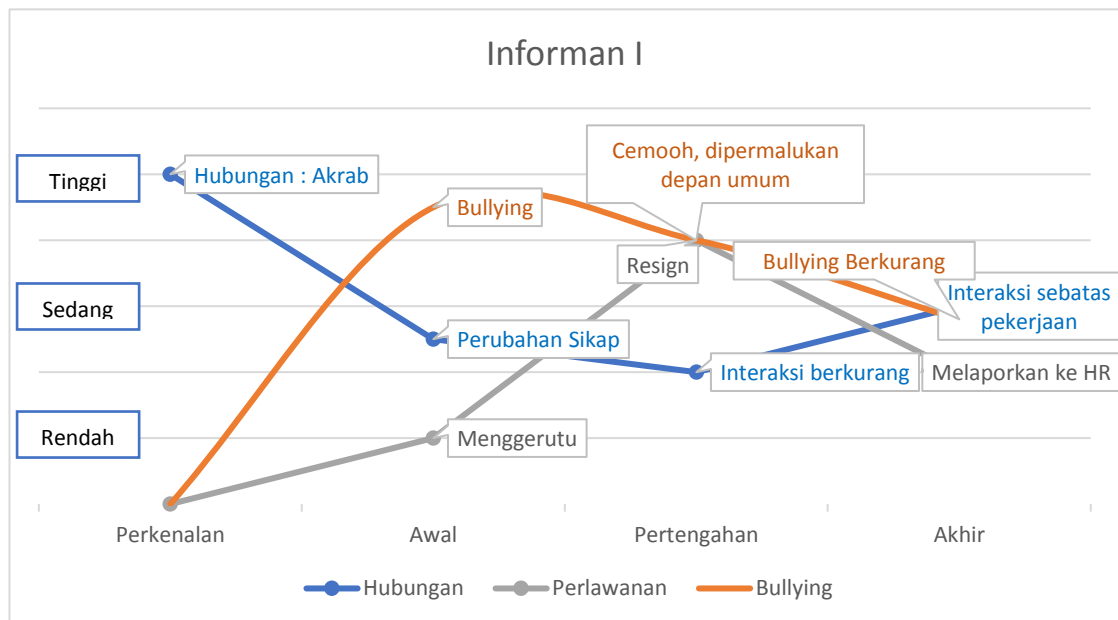 Informan I
Tinggi
Hubungan : Akrab
Cemooh, dipermalukan
depan umum
Bullying
Resign
Bullying Berkurang
Sedang
Interaksi sebatas
pekerjaan
Perubahan Sikap
Interaksi berkurang
Melaporkan ke HR
Rendah
Menggerutu
Perkenalan
Awal
Pertengahan
Akhir
Hubungan
Perlawanan
Bullying